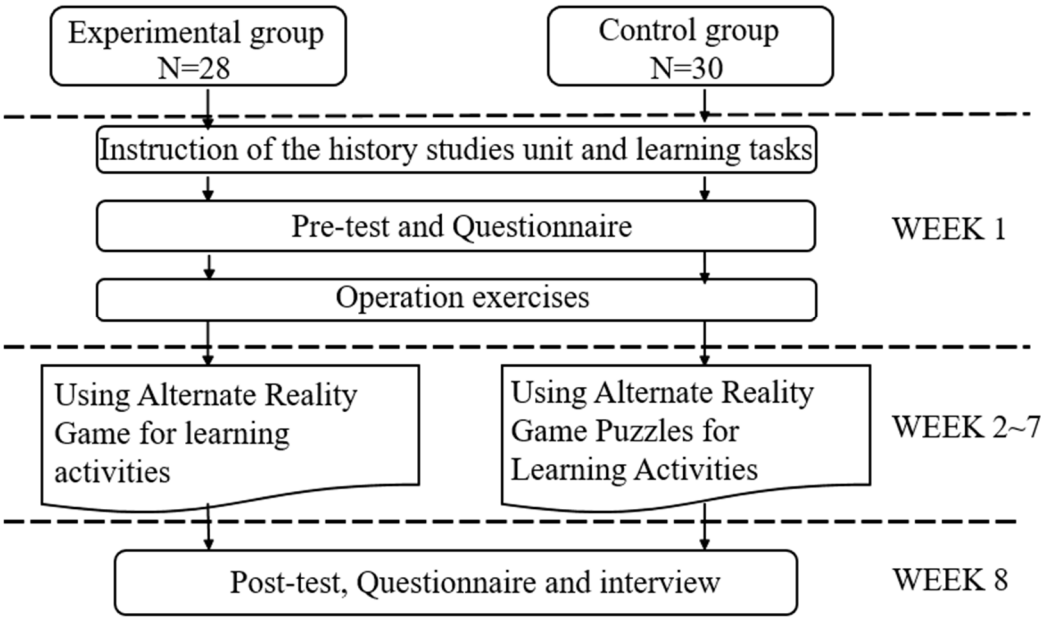 Experimental group
N=28
Control group
N=30
Instruction of the history studies unit and learning tasks
Pre-test and Questionnaire
WEEK 1
Operation exercises
Using Alternate Reality
Game for learning
activities
Using Alternate Reality
Game Puzzles for
Learning Activities
WEEK 2~7
Post-test, Questionnaire and interview
WEEK 8